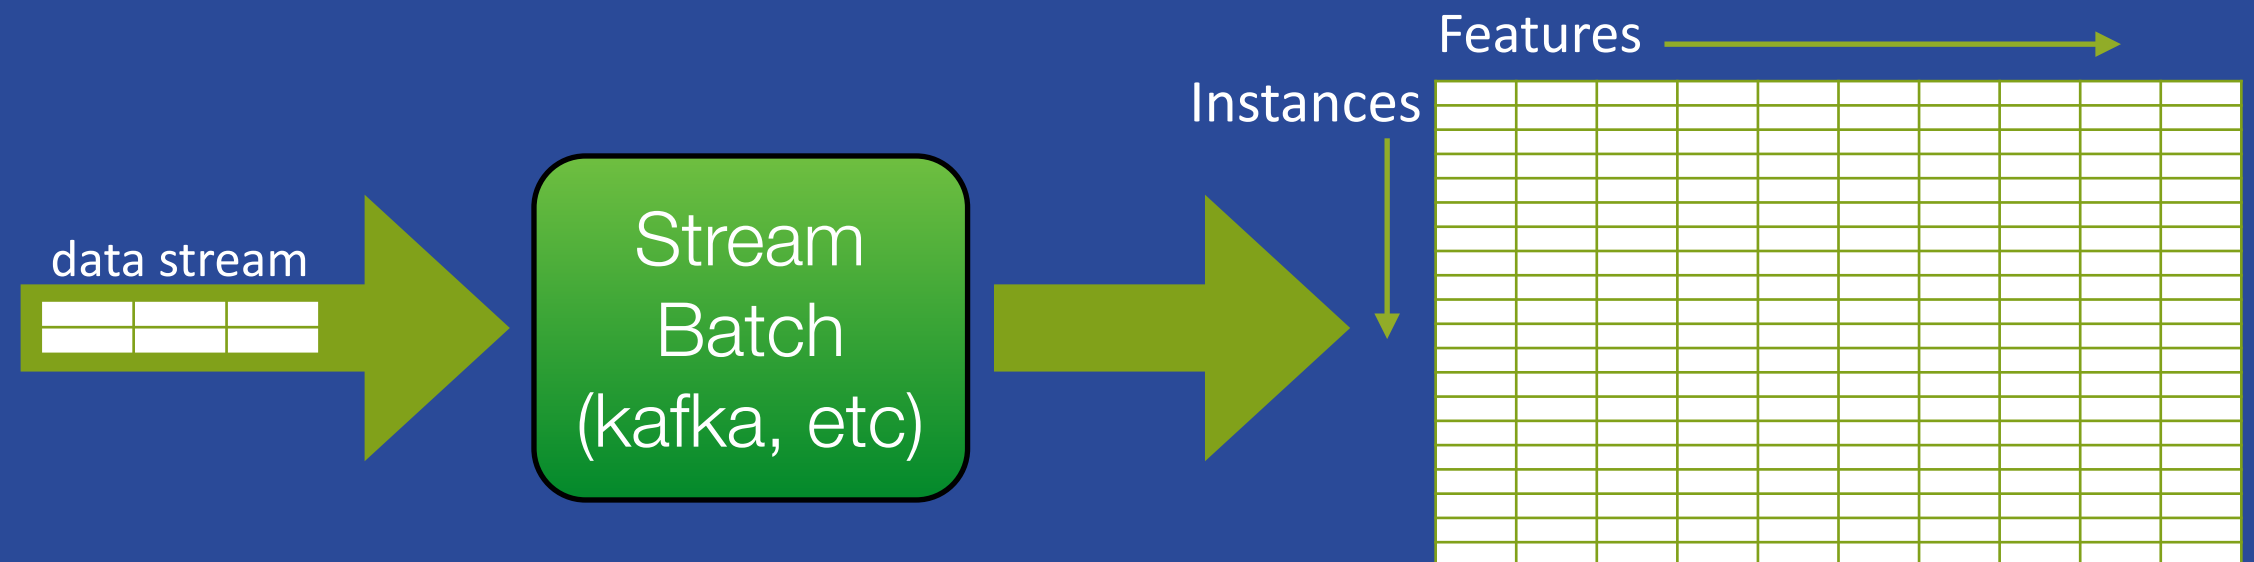 data stream
Stream
Batch
(kafka, etc)
Features
Instances